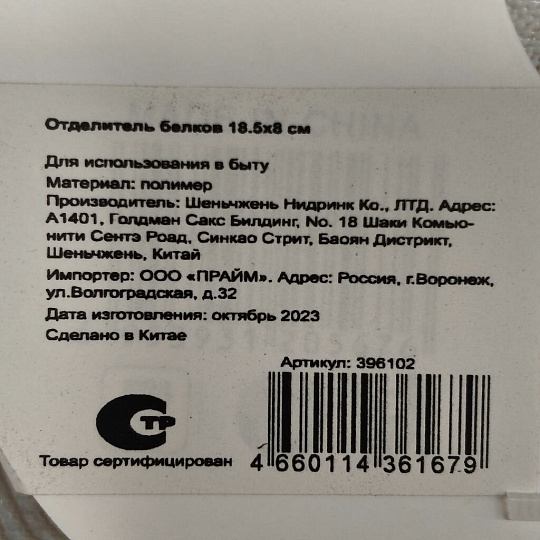 Отделитель белков 18.5x8 см
Для использования в быту
Материал: полимер
Производитель: Шеньчжень Нидринк Ко., ЛТД. Адрес:
А1401, Голдман Сакс Билдинг, No. 18 Шаки Комью-
нити Сентэ Роад, Синкао Стрит, Баоян Дистрикт,
Шеньчжень, Китай
Импортер: ООО «ПРАЙМ». Адрес: Россия, г.Воронеж,
ул.Волгоградская, д.32
Дата изготовления: октябрь 2023
Сделано в Китае
Артикул: 396102
СТР
Товар сертифицирован
4 660114 361679